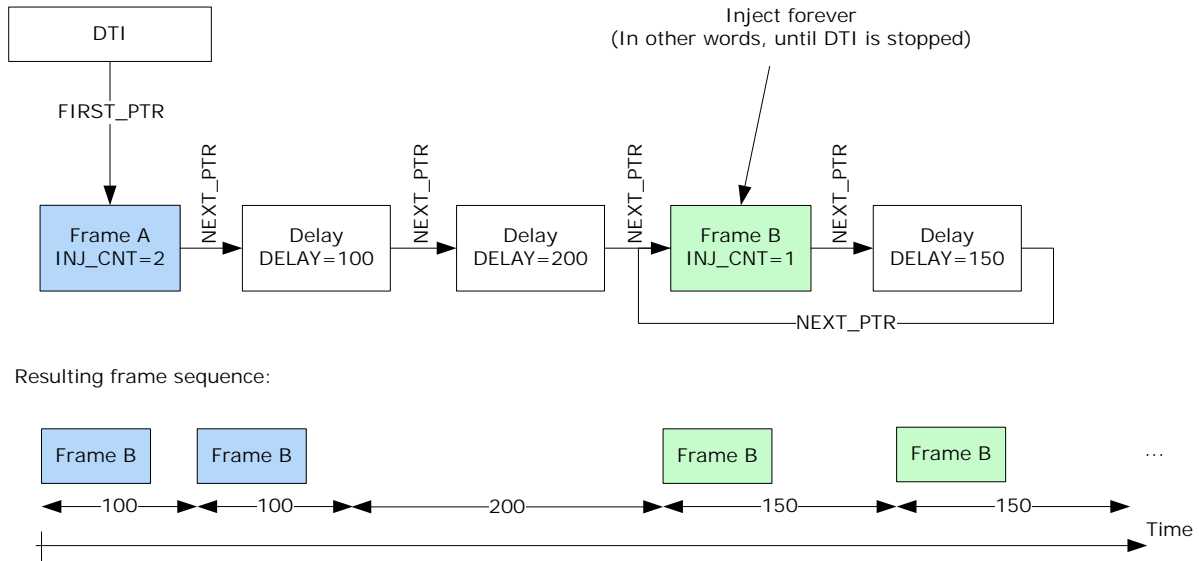 DTI
Inject forever
(In other words, until DTI is stopped)
FIRST_PTR
NEXT_PTR
NEXT_PTR
NEXT_PTR
NEXT_PTR
Frame A
INJ_CNT=2
Delay
DELAY=100
Delay
DELAY=200
Frame B
INJ_CNT=1
Delay
DELAY=150
NEXT_PTR
Resulting frame sequence:
Frame B
Frame B
Frame B
Frame B
...
100
100
200
150
150
Time